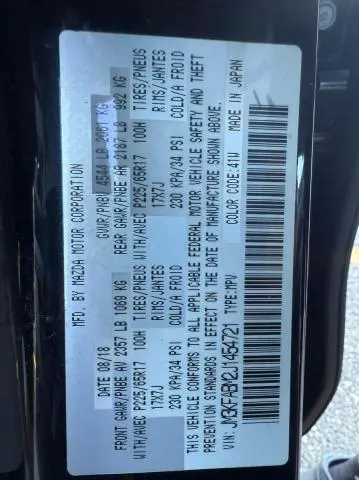 MFD. BY MAZDA MOTOR CORPORATION
DATE 08/18 GVWR/PNBV 4544 LB 2061 KG
FRONT GAWR/PNBE AV 2357 LB 1069 KG REAR GAWR/PNBE AR 2187 LB 992 KG
WITH/AVEC P225/65R17 100H TIRES/PNEUS WITH/AVEC P225/65R17 100H TIRES/PNEUS
17X7J RIMS/JANTES 17X7J RIMS/JANTES
230 KPA/34 PSI COLD/A FROID 230 KPA/34 PSI COLD/A FROID
THIS VEHICLE CONFORMS TO ALL APPLICABLE FEDERAL MOTOR VEHICLE SAFETY AND THEFT
PREVENTION STANDARDS IN EFFECT ON THE DATE OF MANUFACTURE SHOWN ABOVE.
VIN: TYPE:MPV COLOR:41W MADE IN JAPAN